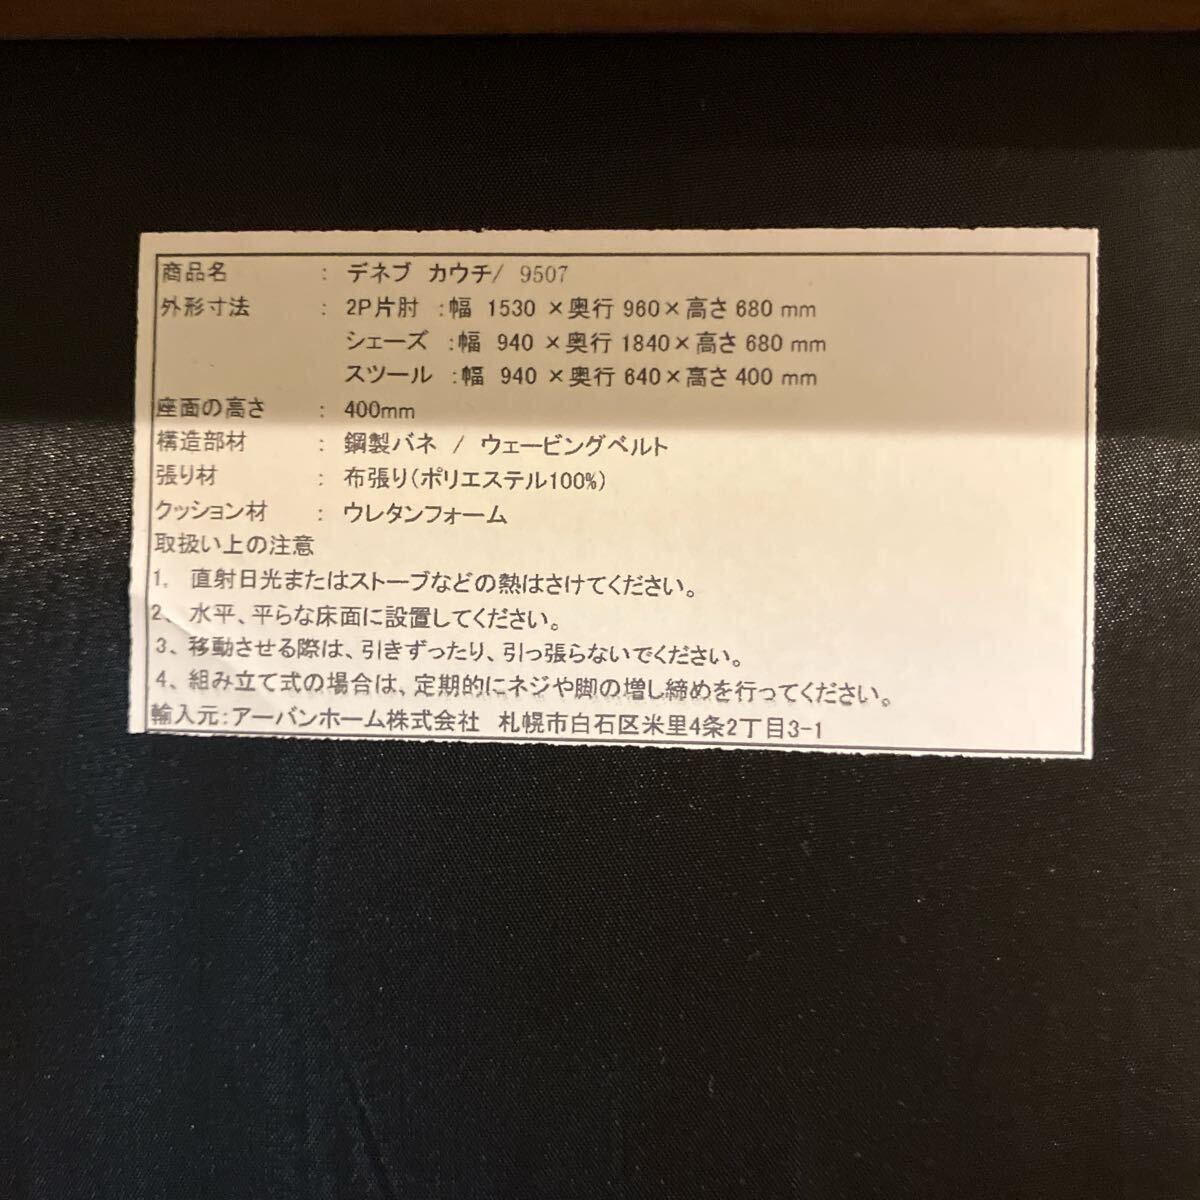 商品名 : デネブ カウチ/ 9507
外形寸法 : 2P片肘 :幅 1530 ×奥行 960×高さ 680 mm
シェーズ :幅 940 ×奥行 1840×高さ 680 mm
スツール :幅 940 ×奥行 640×高さ 400 mm
座面の高さ : 400mm
構造部材 : 鋼製バネ / ウェービングベルト
張り材 : 布張り(ポリエステル100%)
クッション材 : ウレタンフォーム
取扱い上の注意
1. 直射日光またはストーブなどの熱はさけてください。
2、水平、平らな床面に設置してください。
3、移動させる際は、引きずったり、引っ張らないでください。
4、組み立て式の場合は、定期的にネジや脚の増し締めを行ってください。
輸入元:アーバンホーム株式会社 札幌市白石区米里4条2丁目3-1